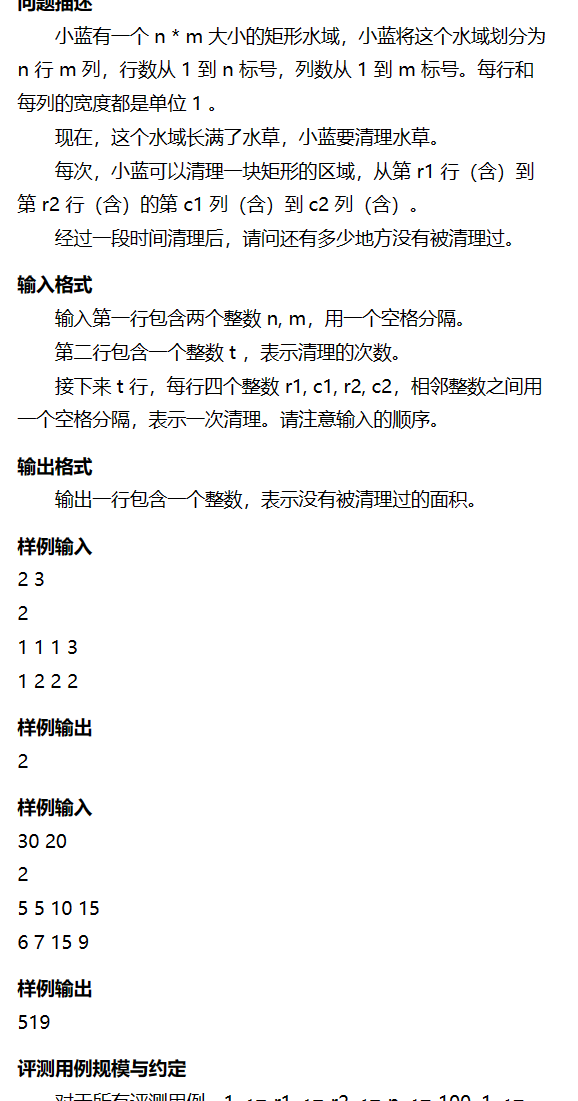 问题描述
小蓝有一个 n * m 大小的矩形水域，小蓝将这个水域划分为
n 行 m 列，行数从 1 到 n 标号，列数从 1 到 m 标号。每行和
每列的宽度都是单位 1 。
现在，这个水域长满了水草，小蓝要清理水草。
每次，小蓝可以清理一块矩形的区域，从第 r1 行（含）到
第 r2 行（含）的第 c1 列（含）到 c2 列（含）。
经过一段时间清理后，请问还有多少地方没有被清理过。
输入格式
输入第一行包含两个整数 n, m，用一个空格分隔。
第二行包含一个整数 t ，表示清理的次数。
接下来 t 行，每行四个整数 r1, c1, r2, c2，相邻整数之间用
一个空格分隔，表示一次清理。请注意输入的顺序。
输出格式
输出一行包含一个整数，表示没有被清理过的面积。
样例输入
2 3
2
1 1 1 3
1 2 2 2
样例输出
2
样例输入
30 20
2
5 5 10 15
6 7 15 9
样例输出
519
评测用例规模与约定
对于所有评测用例，1 <= r1 <= r2 <= n <= 100, 1 <=